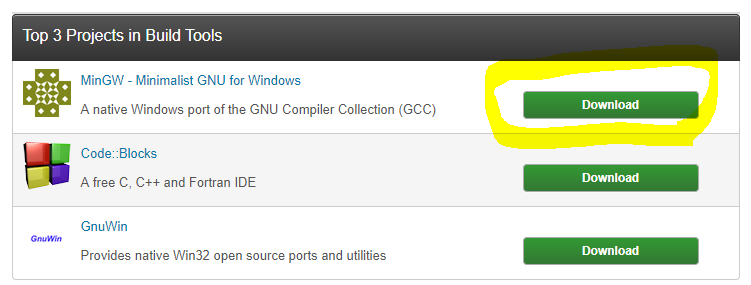 Top 3 Projects in Build Tools
MinGW - Minimalist GNU for Windows
A native Windows port of the GNU Compiler Collection (GCC)
Download
Code::Blocks
A free C, C++ and Fortran IDE
Download
GnuWin
GnuWin
Provides native Win32 open source ports and utilities
Download